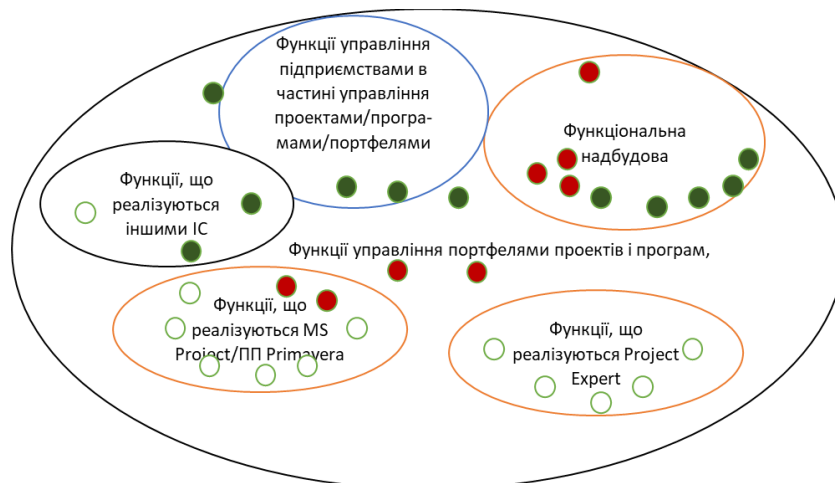 Функції управління
підприємствами в
частині управління
проектами/програ-
мами/портфелями
Функціональна
надбудова
Функції, що
реалізуються
іншими ІС
Функції управління портфелями проектів і програм,
Функції, що
реалізуються MS
Project/ПП Primavera
Функції, що
реалізуються Project
Expert